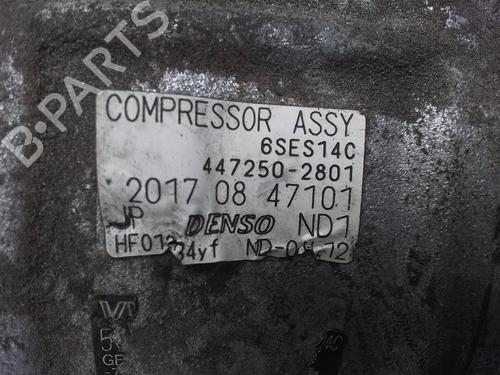 B-PARTS
COMPRESSOR ASSY
6SES14C
447250-2801
2017 08 47101
JP DENSO ND1